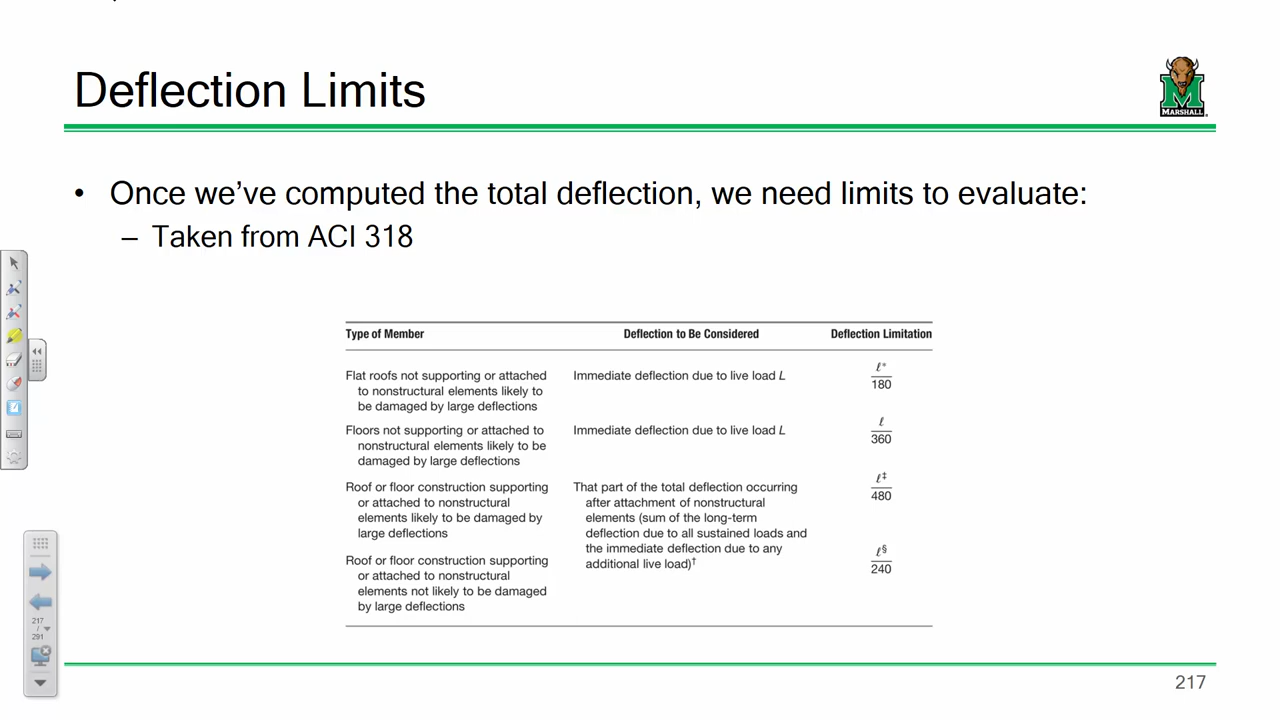 Deflection Limits
MARSHALL
• Once we’ve computed the total deflection, we need limits to evaluate:
– Taken from ACI 318
Type of Member Deflection to Be Considered Deflection Limitation
Flat roofs not supporting or attached
to nonstructural elements likely to
be damaged by large deflections
Immediate deflection due to live load L
ℓ*
180
Floors not supporting or attached to
nonstructural elements likely to be
damaged by large deflections
Immediate deflection due to live load L
ℓ
360
Roof or floor construction supporting
or attached to nonstructural
elements likely to be damaged by
large deflections
That part of the total deflection occurring
after attachment of nonstructural
elements (sum of the long-term
deflection due to all sustained loads and
the immediate deflection due to any
additional live load)†
ℓ‡
480
Roof or floor construction supporting
or attached to nonstructural
elements not likely to be damaged
by large deflections
ℓ§
240
217
/
291
217